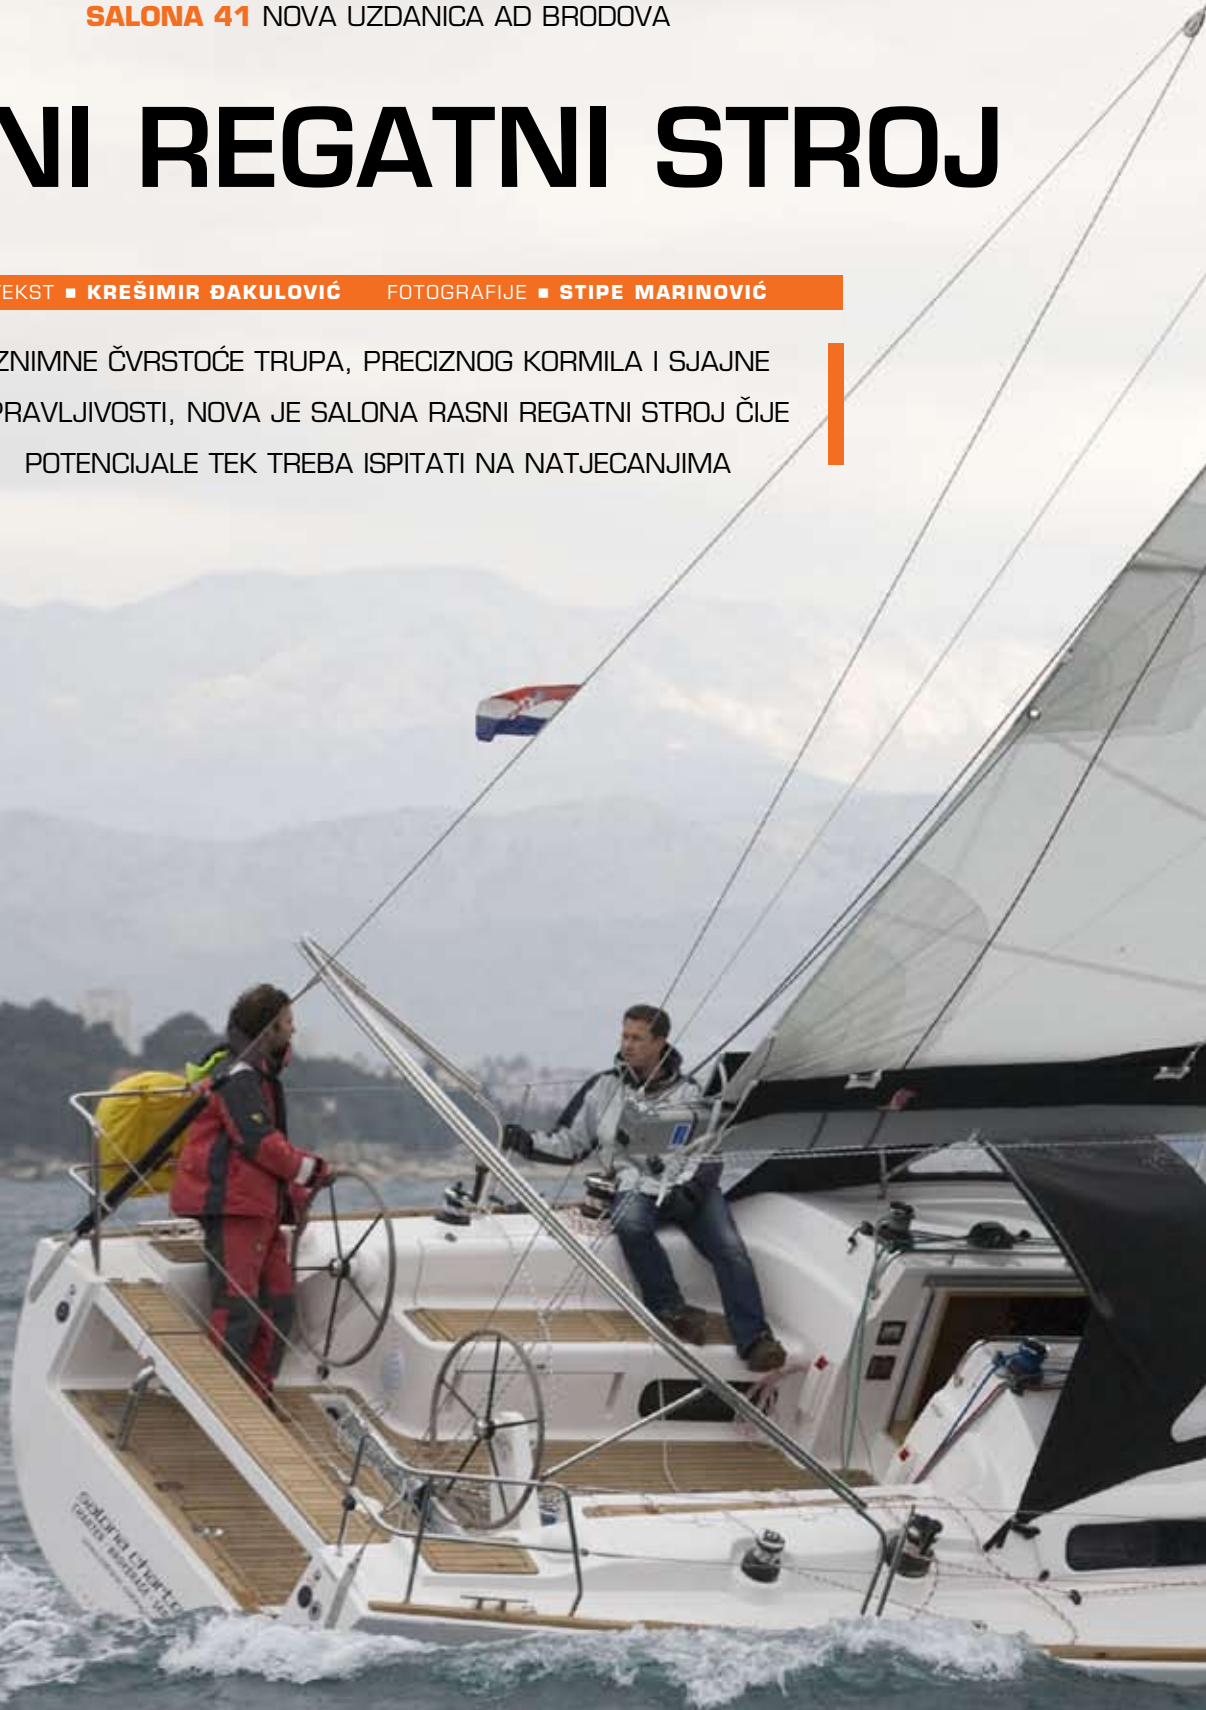 SALONA 41 NOVA UZDANICA AD BRODOVA
NI REGATNI STROJ
TEKST ■ KREŠIMIR ĐAKULOVIĆ FOTOGRAFIJE ■ STIPE MARINOVIĆ
ZNIMNE ČVRSTOĆE TRUPA, PRECIZNOG KORMILA I SJAJNE
PRAVLJIVOSTI, NOVA JE SALONA RASNI REGATNI STROJ ČIJE
POTENCIJALE TEK TREBA ISPITATI NA NATJECANJIMA